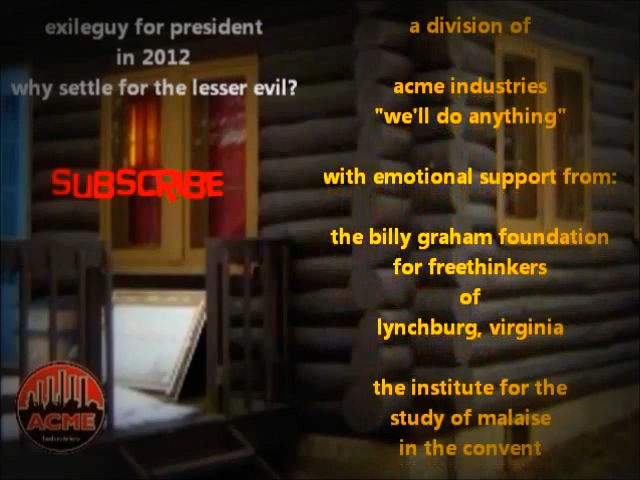 exileguy for president
in 2012
why settle for the lesser evil?
SUBSCRIBE
ACME
Industries
a division of
acme industries
"we'll do anything"
with emotional support from:
the billy graham foundation
for freethinkers
of
lynchburg, virginia
the institute for the
study of malaise
in the convent